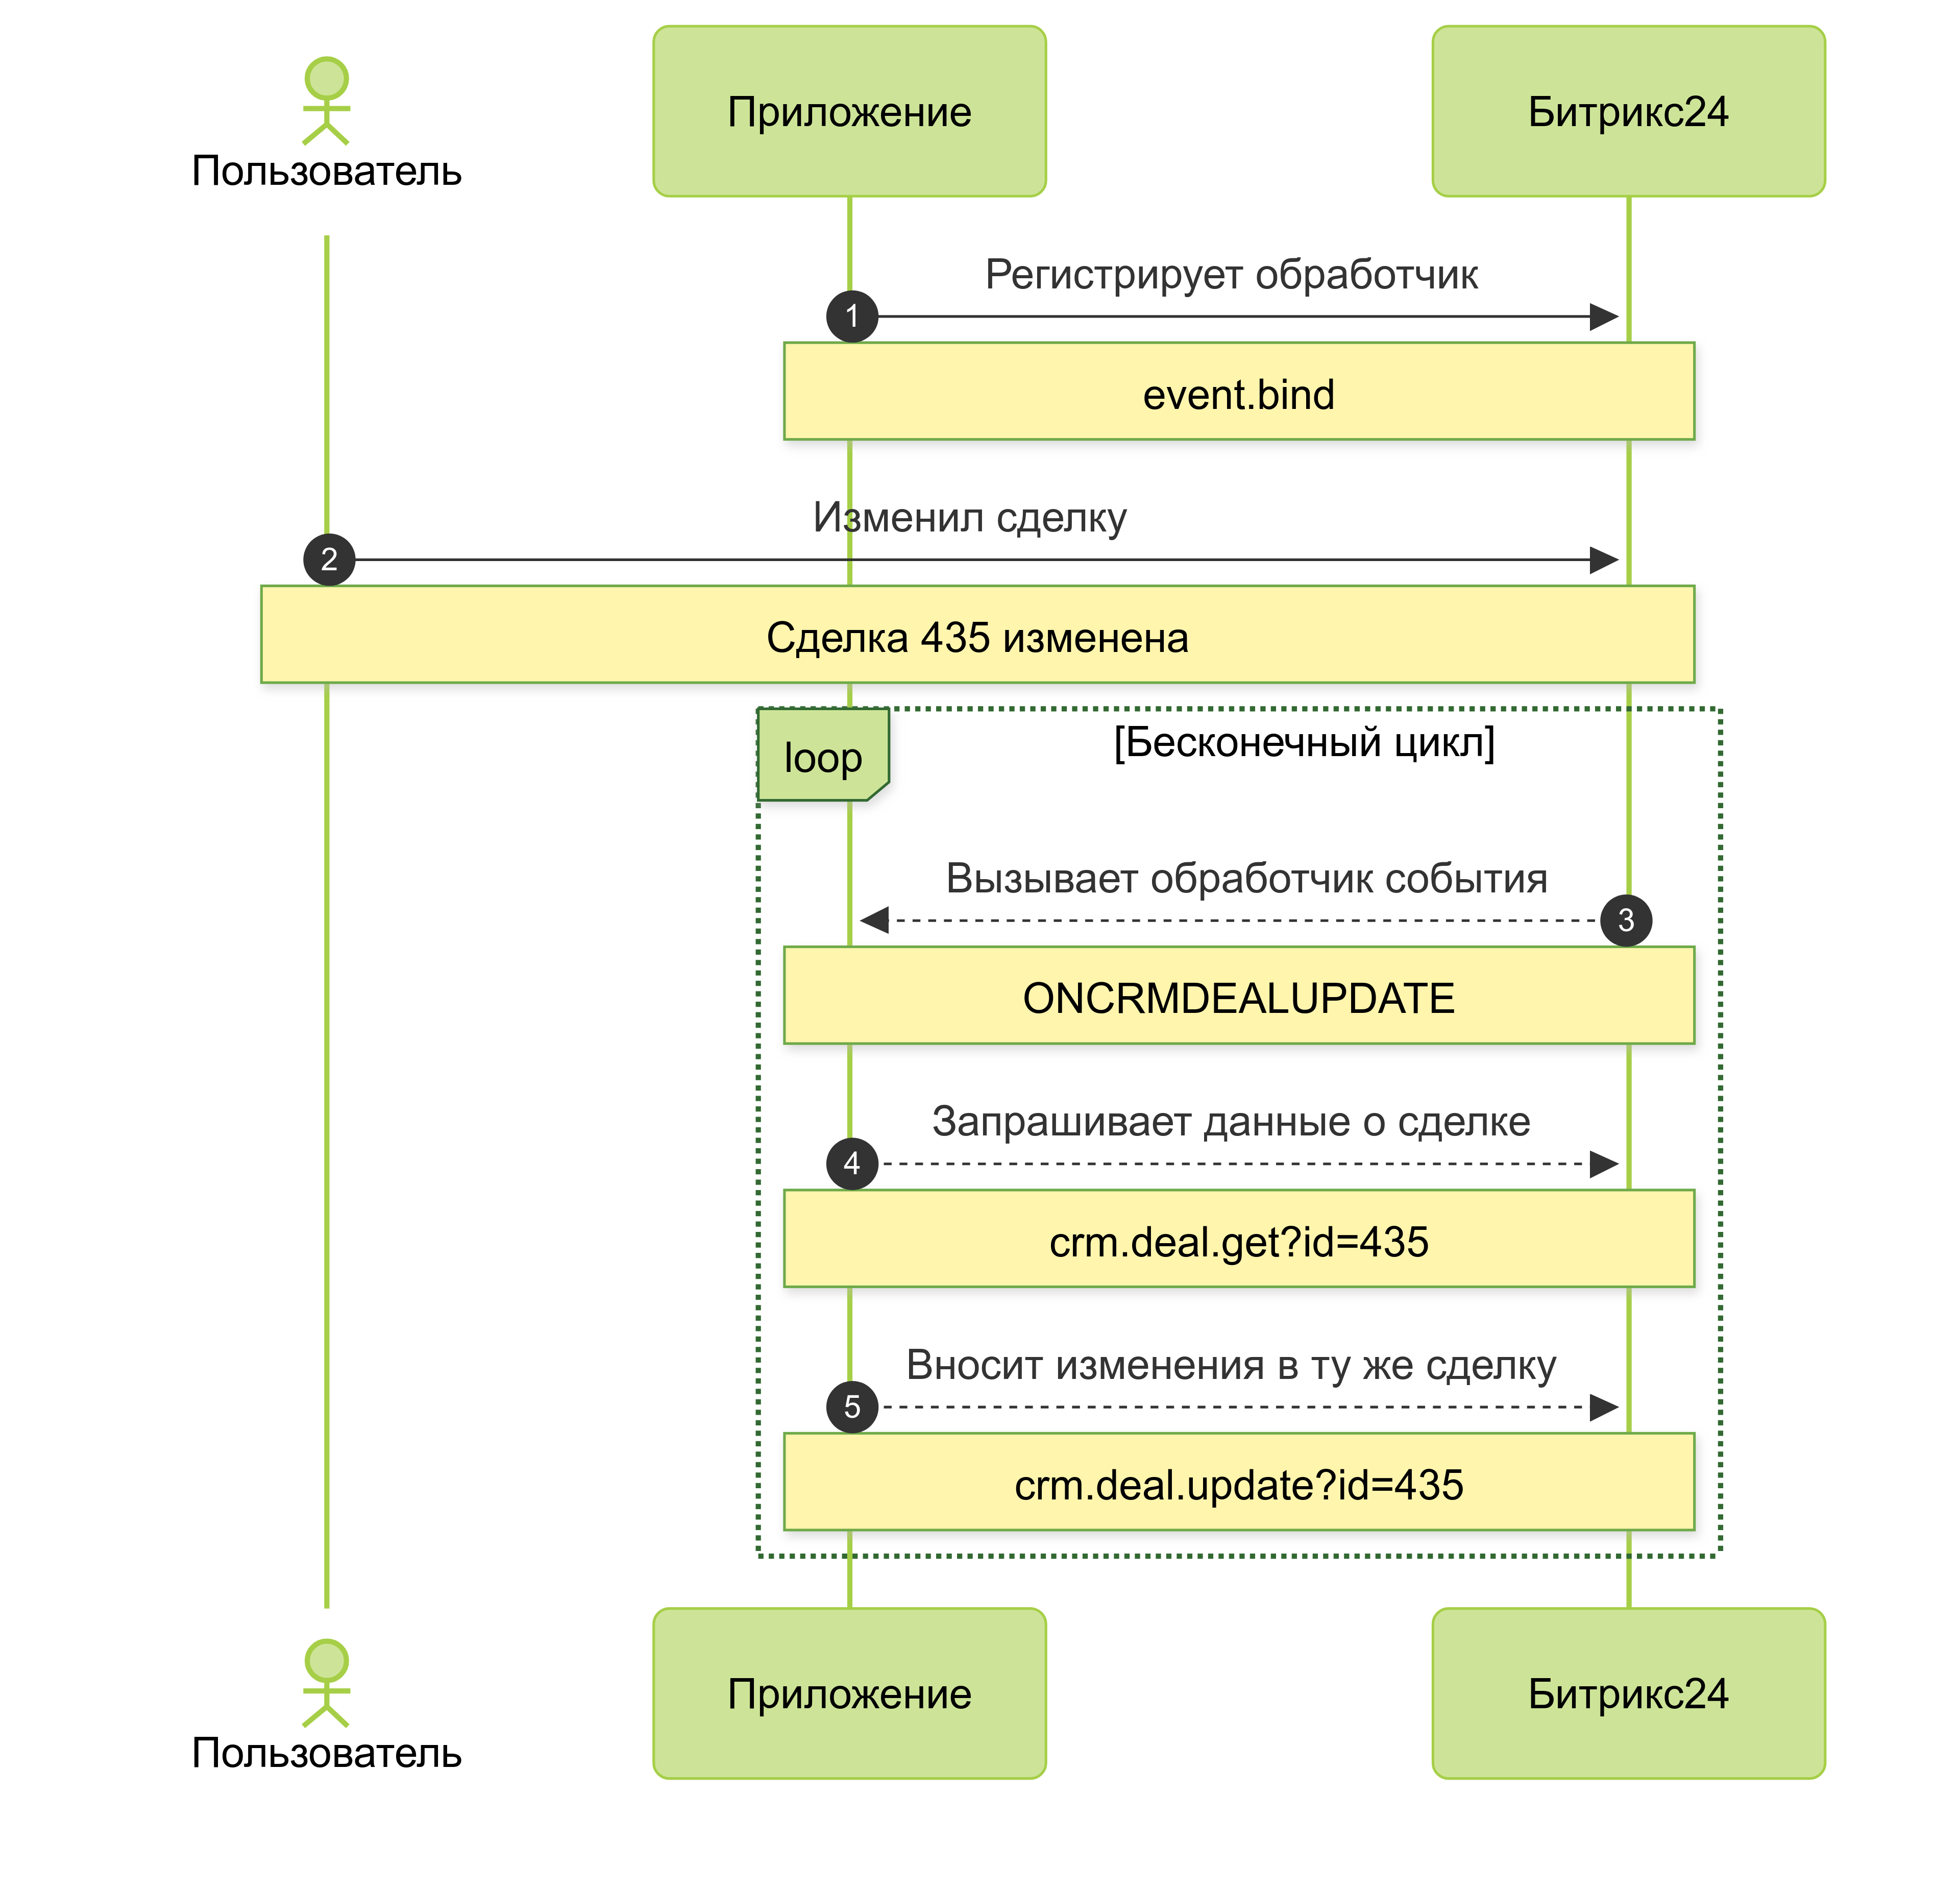 Пользователь
Приложение
Битрикс24
Регистрирует обработчик
1
event.bind
Изменил сделку
2
Сделка 435 изменена
loop
[Бесконечный цикл]
Вызывает обработчик события
3
ONCRMDEALUPDATE
Запрашивает данные о сделке
4
crm.deal.get?id=435
Вносит изменения в ту же сделку
5
crm.deal.update?id=435
Пользователь
Приложение
Битрикс24